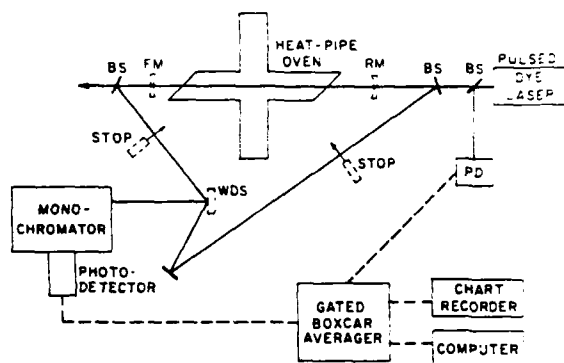 BS
FM
HEAT-PIPE
OVEN
RM
BS
BS
PULSED
DYE
LASER
STOP
STOP
PD
WDS
MONO-
CHROMATOR
PHOTO-
DETECTOR
GATED
BOXCAR
AVERAGER
CHART
RECORDER
COMPUTER